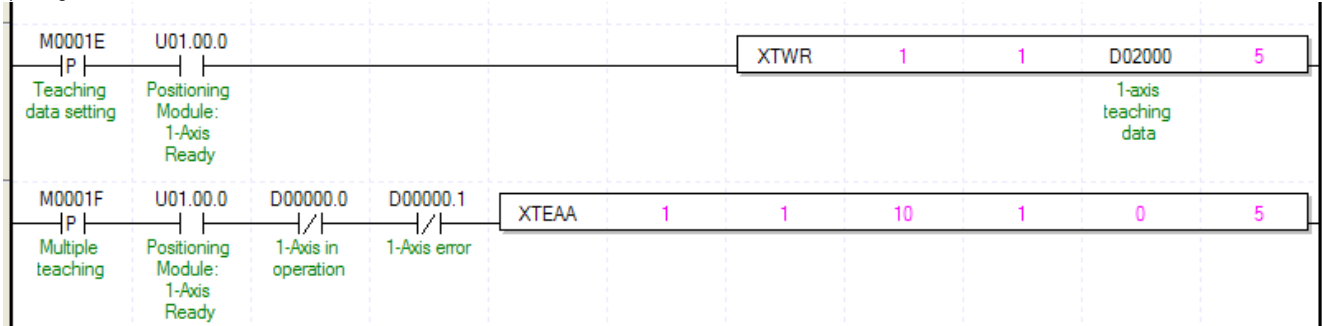 M0001E U01.00.0
P XTWR 1 1 D02000 5
Teaching Positioning 1-axis
data setting Module: teaching
1-Axis data
Ready
M0001F U01.00.0 D00000.0 D00000.1
P XTEAA 1 1 10 1 0 5
Multiple Positioning 1-Axis in 1-Axis error
teaching Module: operation
1-Axis
Ready